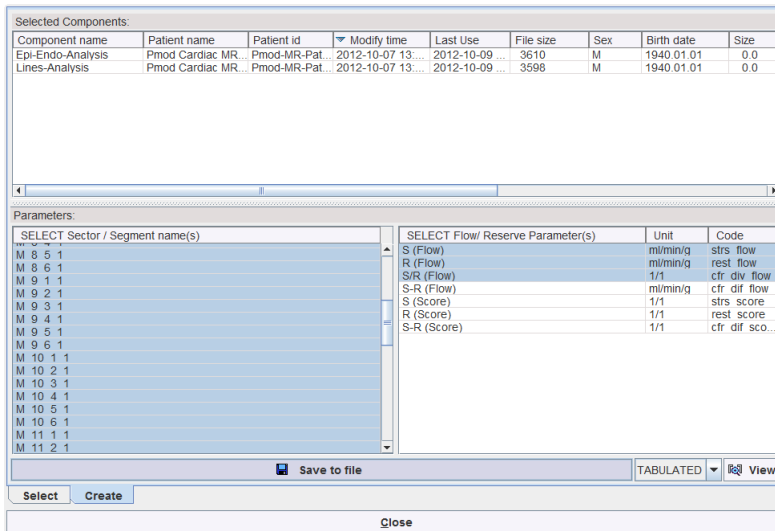 Selected Components:
Component name Patient name Patient id Modify time Last Use File size Sex Birth date Size
Epi-Endo-Analysis Pmod Cardiac MR... Pmod-MR-Pat... 2012-10-07 13:... 2012-10-09 ... 3610 M 1940.01.01 0.0
Lines-Analysis Pmod Cardiac MR... Pmod-MR-Pat... 2012-10-07 13:... 2012-10-09 ... 3598 M 1940.01.01 0.0
Parameters:
SELECT Sector / Segment name(s)
M 8 5 1
M 8 6 1
M 9 1 1
M 9 2 1
M 9 3 1
M 9 4 1
M 9 5 1
M 9 6 1
M 10 1 1
M 10 2 1
M 10 3 1
M 10 4 1
M 10 5 1
M 10 6 1
M 11 1 1
M 11 2 1
SELECT Flow/ Reserve Parameter(s) Unit Code
S (Flow) ml/min/g strs flow
R (Flow) ml/min/g rest flow
S/R (Flow) 1/1 cfr div flow
S-R (Flow) ml/min/g cfr dif flow
S (Score) 1/1 strs score
R (Score) 1/1 rest score
S-R (Score) 1/1 cfr dif sco...
Save to file TABULATED View
Select Create
Close